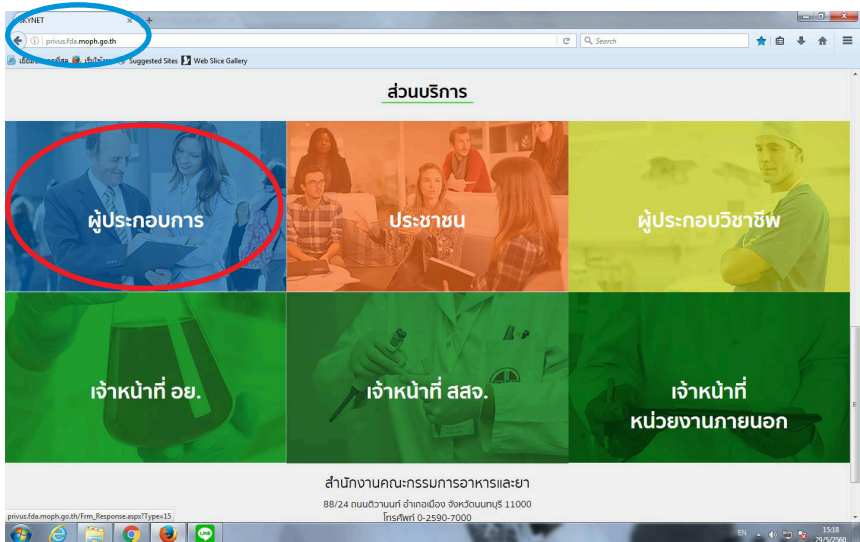 SKYNET
privus.fda.moph.go.th
Search
Suggested Sites
Web Slice Gallery
ส่วนบริการ
ผู้ประกอบการ
ประชาชน
ผู้ประกอบวิชาชีพ
เจ้าหน้าที่ อย.
เจ้าหน้าที่ สสจ.
เจ้าหน้าที่
หน่วยงานภายนอก
สำนักงานคณะกรรมการอาหารและยา
88/24 ถนนติวานนท์ อำเภอเมือง จังหวัดนนทบุรี 11000
โทรศัพท์ 0-2590-7000
privus.fda.moph.go.th/Frm_Response.aspx?Type=15
EN
15:18
29/5/2560